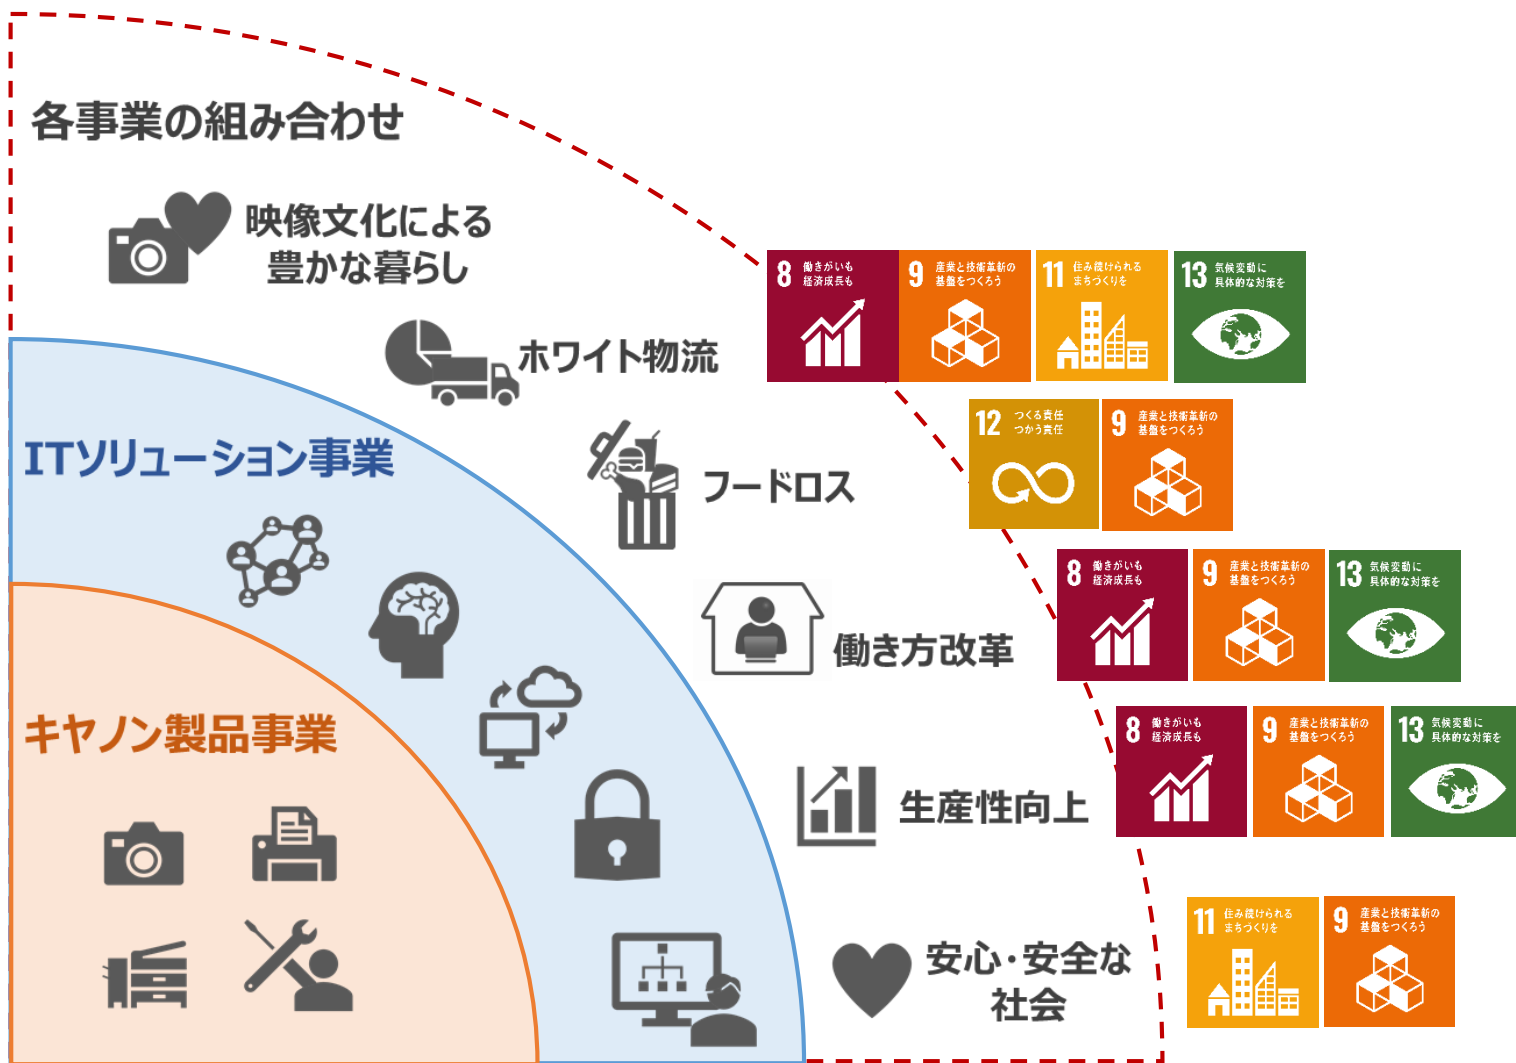 各事業の組み合わせ
映像文化による
豊かな暮らし
ホワイト物流
8 働きがいも
経済成長も
9 産業と技術革新の
基盤をつくろう
11 住み続けられる
まちづくりを
13 気候変動に
具体的な対策を
ITソリューション事業
フードロス
12 つくる責任
つかう責任
9 産業と技術革新の
基盤をつくろう
働き方改革
8 働きがいも
経済成長も
9 産業と技術革新の
基盤をつくろう
13 気候変動に
具体的な対策を
キヤノン製品事業
生産性向上
8 働きがいも
経済成長も
9 産業と技術革新の
基盤をつくろう
13 気候変動に
具体的な対策を
安心・安全な
社会
11 住み続けられる
まちづくりを
9 産業と技術革新の
基盤をつくろう